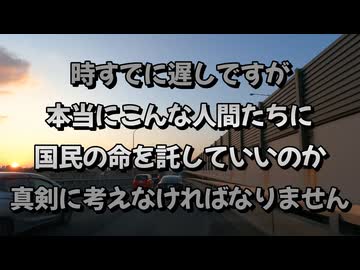 時すでに遅しですが
本当にこんな人間たちに
国民の命を託していいのか
真剣に考えなければなりません